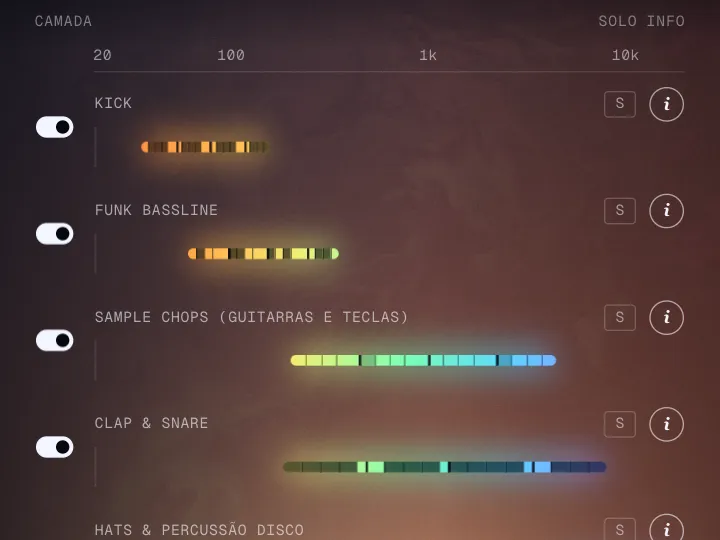 CAMADA SOLO INFO
20 100 1k 10k
KICK S i
FUNK BASSLINE S i
SAMPLE CHOPS (GUITARRAS E TECLAS) S i
CLAP & SNARE S i
HATS & PERCUSSÃO DISCO S i